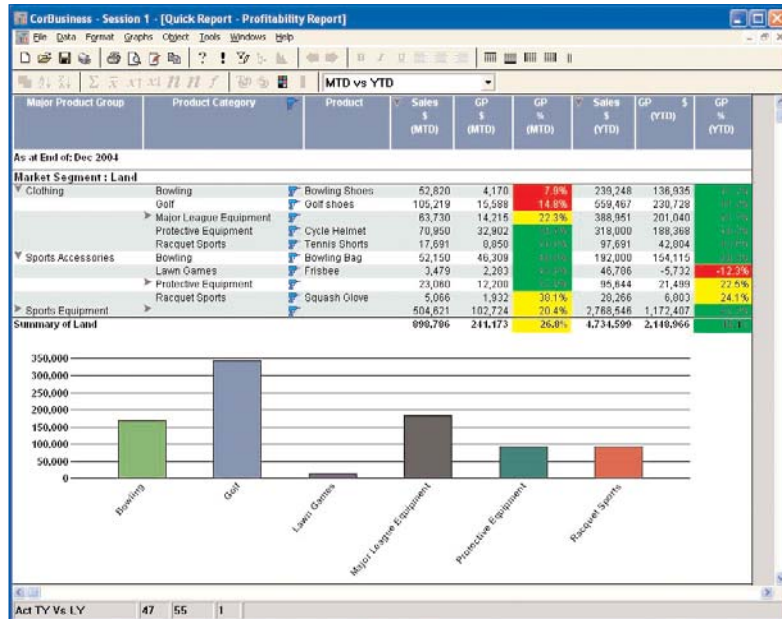 CorBusiness - Session 1 - [Quick Report - Profitability Report]
File Data Format Graphs Object Tools Windows Help
MTD vs YTD
Major Product Group Product Category Product Sales $ (MTD) GP $ (MTD) GP % (MTD) Sales $ (YTD) GP $ (YTD) GP % (YTD)
As at End of: Dec 2004
Market Segment : Land
Clothing Bowling Bowling Shoes 52,820 4,170 7.9% 239,248 136,935
Golf Golf shoes 105,219 15,588 14.8% 559,467 230,728
Major League Equipment 63,730 14,215 22.3% 388,951 201,040
Protective Equipment Cycle Helmet 70,950 32,902 318,000 188,368
Racquet Sports Tennis Shorts 17,691 8,850 97,691 42,804
Sports Accessories Bowling Bowling Bag 52,150 46,309 192,000 154,115
Lawn Games Frisbee 3,479 2,283 46,786 -5,732 -12.3%
Protective Equipment 23,060 12,200 95,644 21,499 22.5%
Racquet Sports Squash Glove 5,066 1,932 38.1% 28,266 6,803 24.1%
Sports Equipment 504,621 102,724 20.4% 2,768,546 1,172,407
Summary of Land 898,786 241,173 26.8% 4,734,599 2,148,966
350,000
300,000
250,000
200,000
150,000
100,000
50,000
0
Bowling
Golf
Lawn Games
Major League Equipment
Protective Equipment
Racquet Sports
Act TY Vs LY 47 55 1